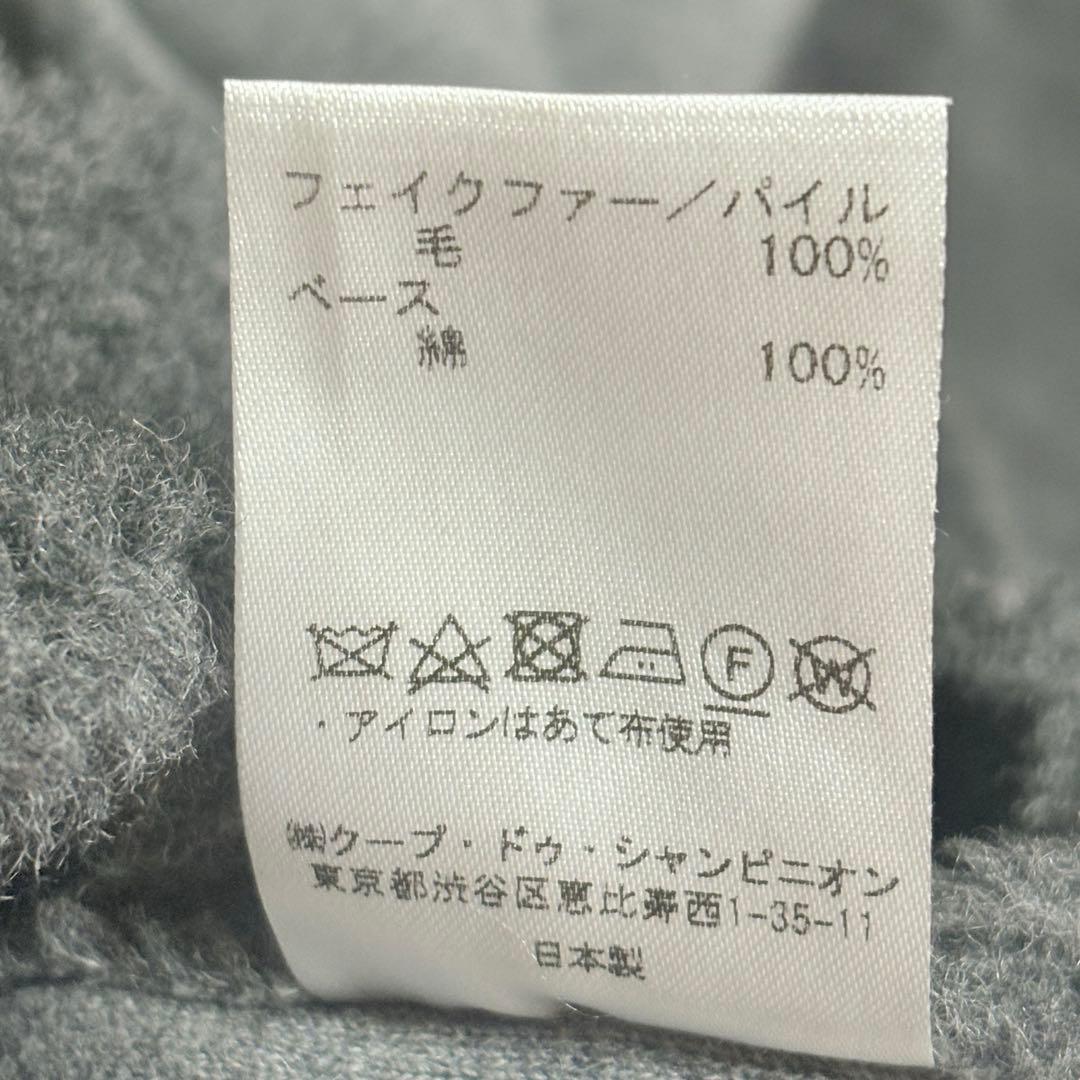 フェイクファー／パイル
毛 100%
ベース
綿 100%
F W
・アイロンはあて布使用
㈱ケーブ・ドゥ・シャンピニオン
東京都渋谷区恵比寿西1-35-11
日本製